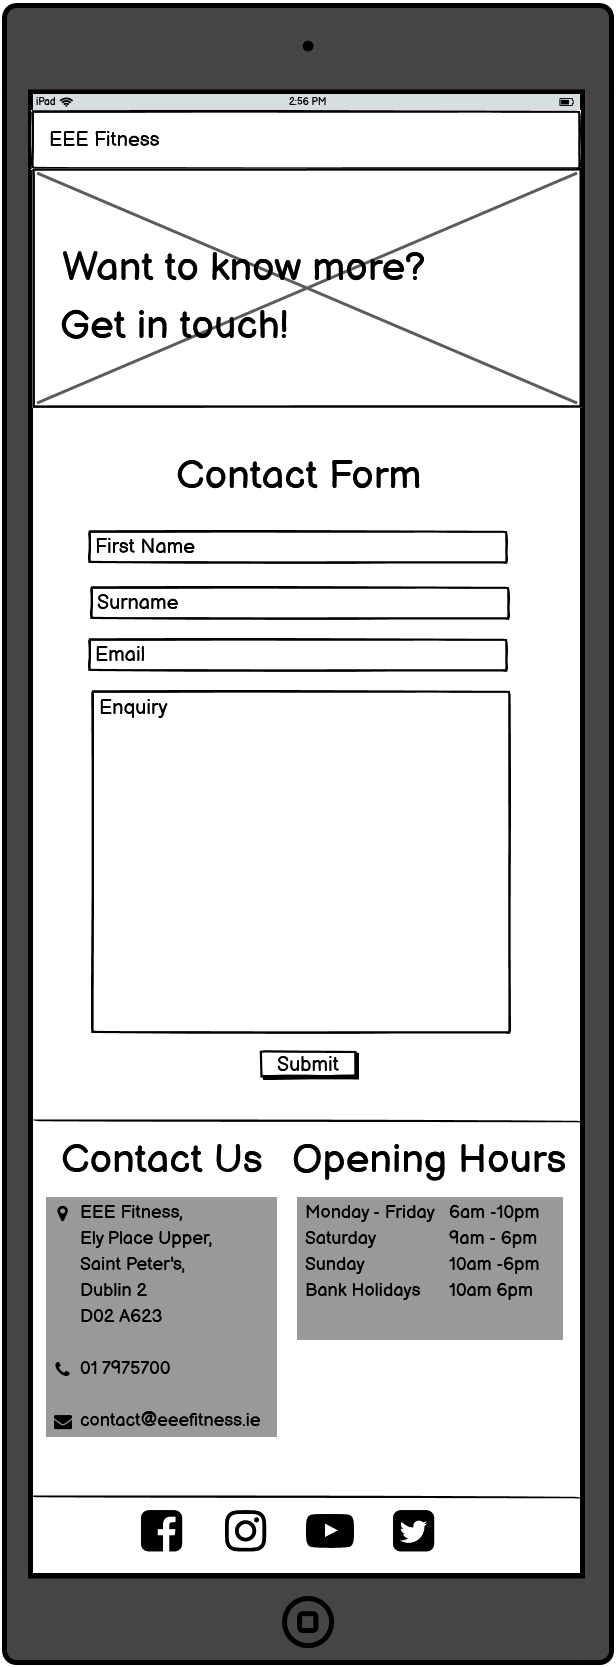 iPad 2:56 PM
EEE Fitness
Want to know more?
Get in touch!
Contact Form
First Name
Surname
Email
Enquiry
Submit
Contact Us
EEE Fitness,
Ely Place Upper,
Saint Peter's,
Dublin 2
D02 A623
01 7975700
contact@eeefitness.ie
Opening Hours
Monday - Friday 6am -10pm
Saturday 9am - 6pm
Sunday 10am -6pm
Bank Holidays 10am 6pm